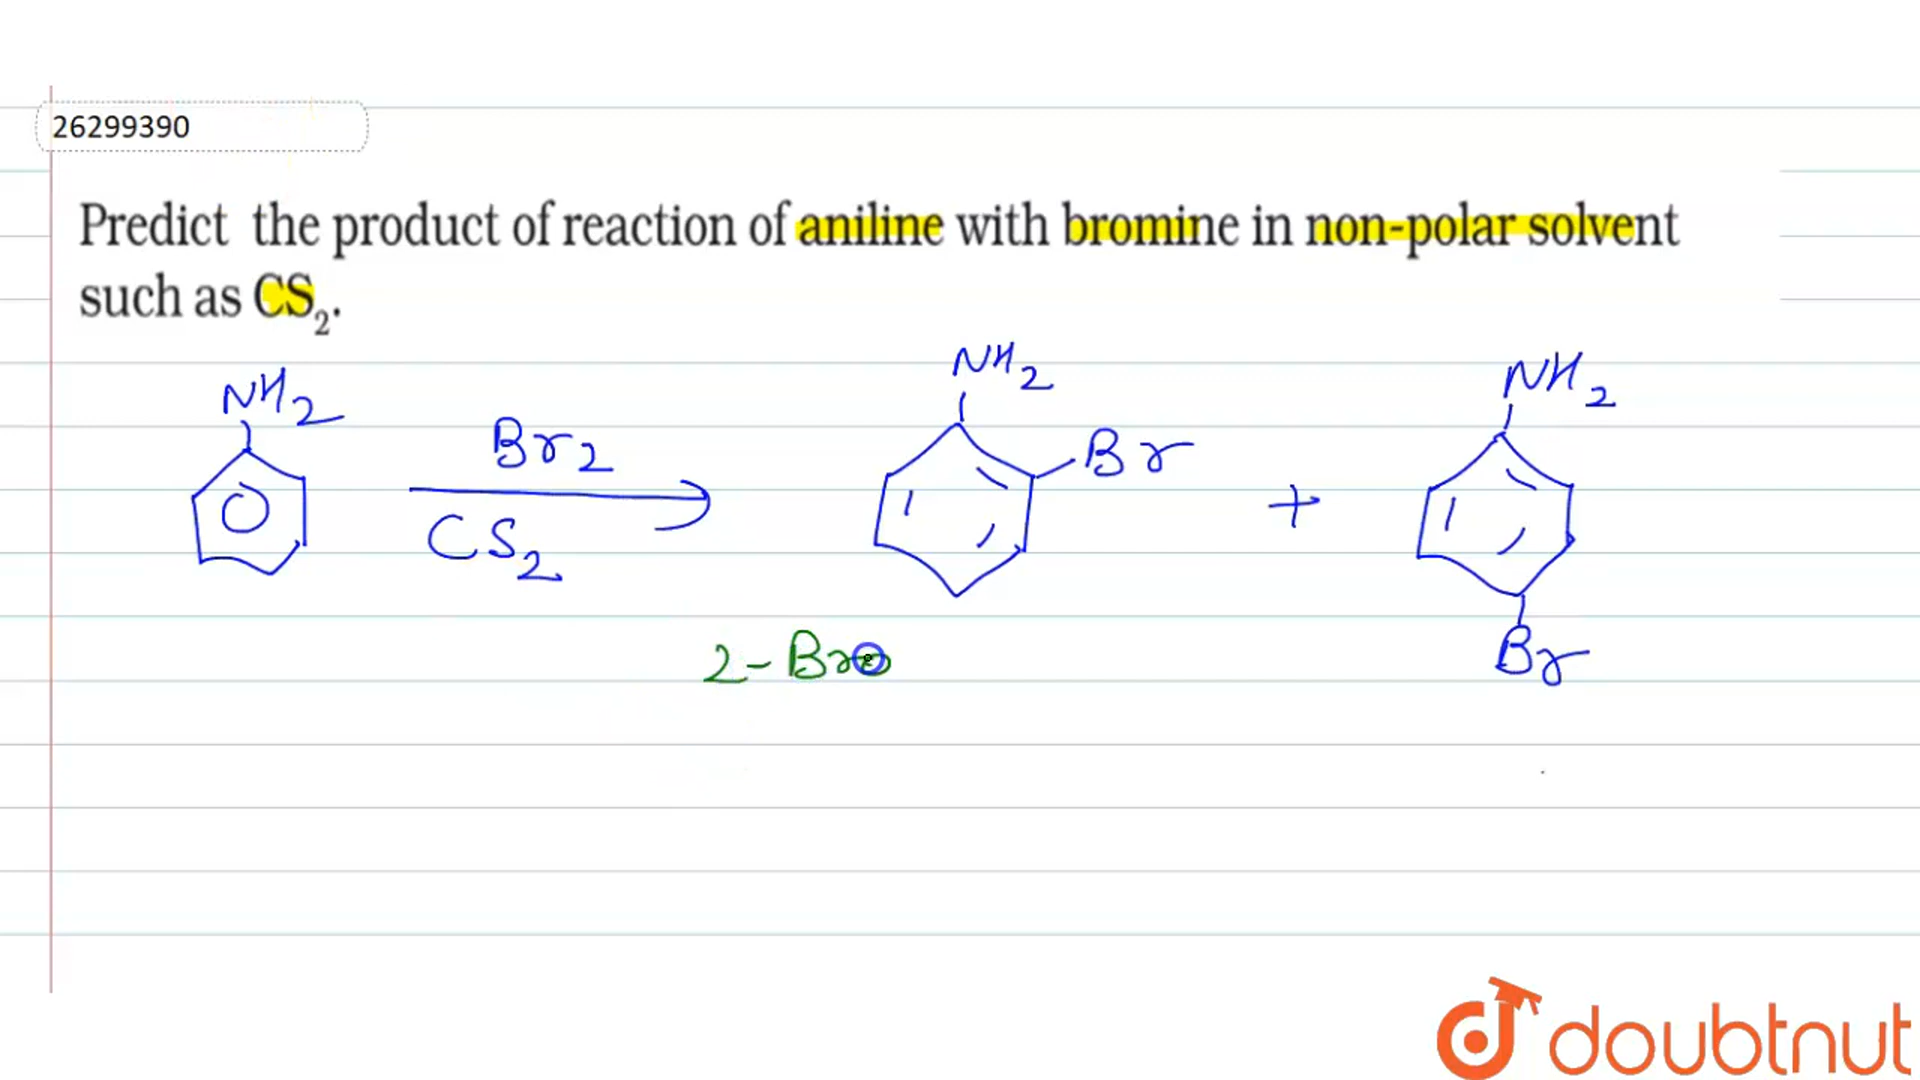 26299390
Predict the product of reaction of aniline with bromine in non-polar solvent
such as CS₂.
NH₂
Br₂
CS₂
NH₂
Br
+
NH₂
Br
2-Bro
doubtnut